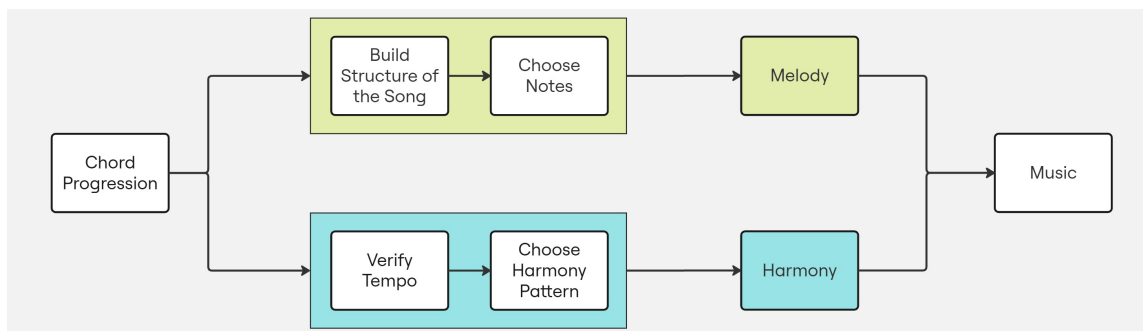 Chord
Progression
Build
Structure of
the Song
Choose
Notes
Melody
Verify
Tempo
Choose
Harmony
Pattern
Harmony
Music